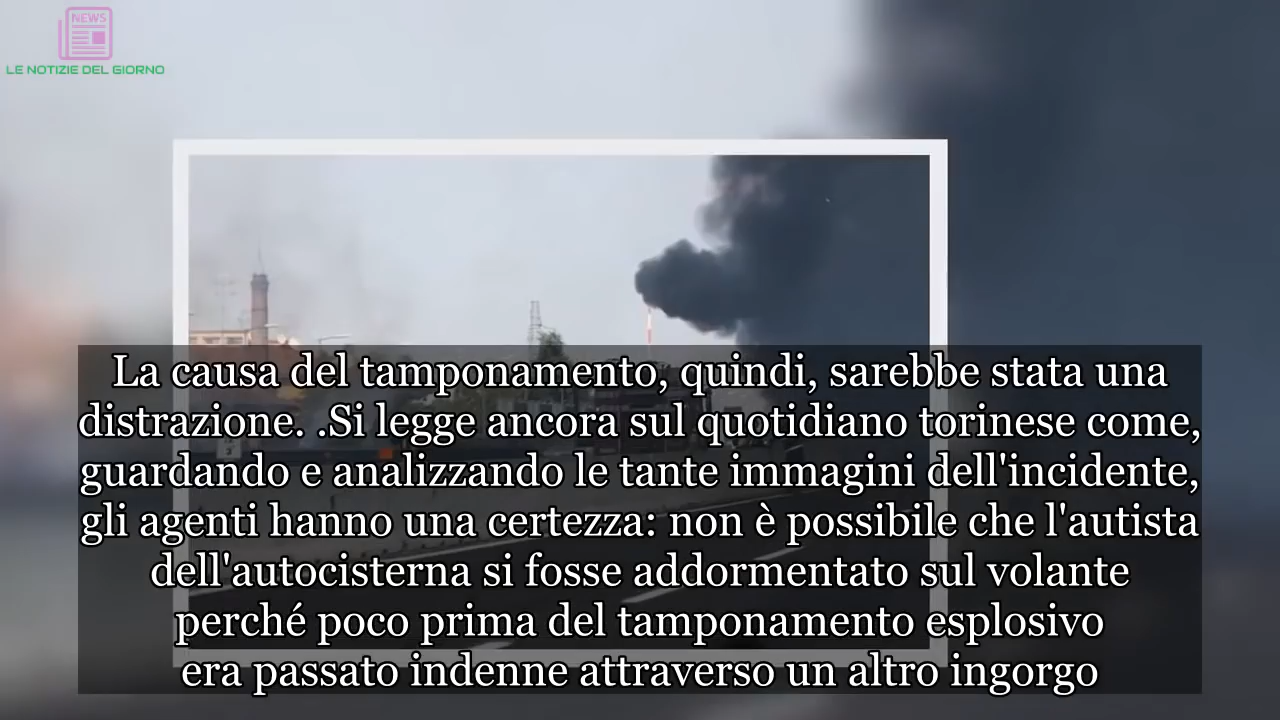 NEWS
LE NOTIZIE DEL GIORNO
La causa del tamponamento, quindi, sarebbe stata una
distrazione. .Si legge ancora sul quotidiano torinese come,
guardando e analizzando le tante immagini dell'incidente,
gli agenti hanno una certezza: non è possibile che l'autista
dell'autocisterna si fosse addormentato sul volante
perché poco prima del tamponamento esplosivo
era passato indenne attraverso un altro ingorgo